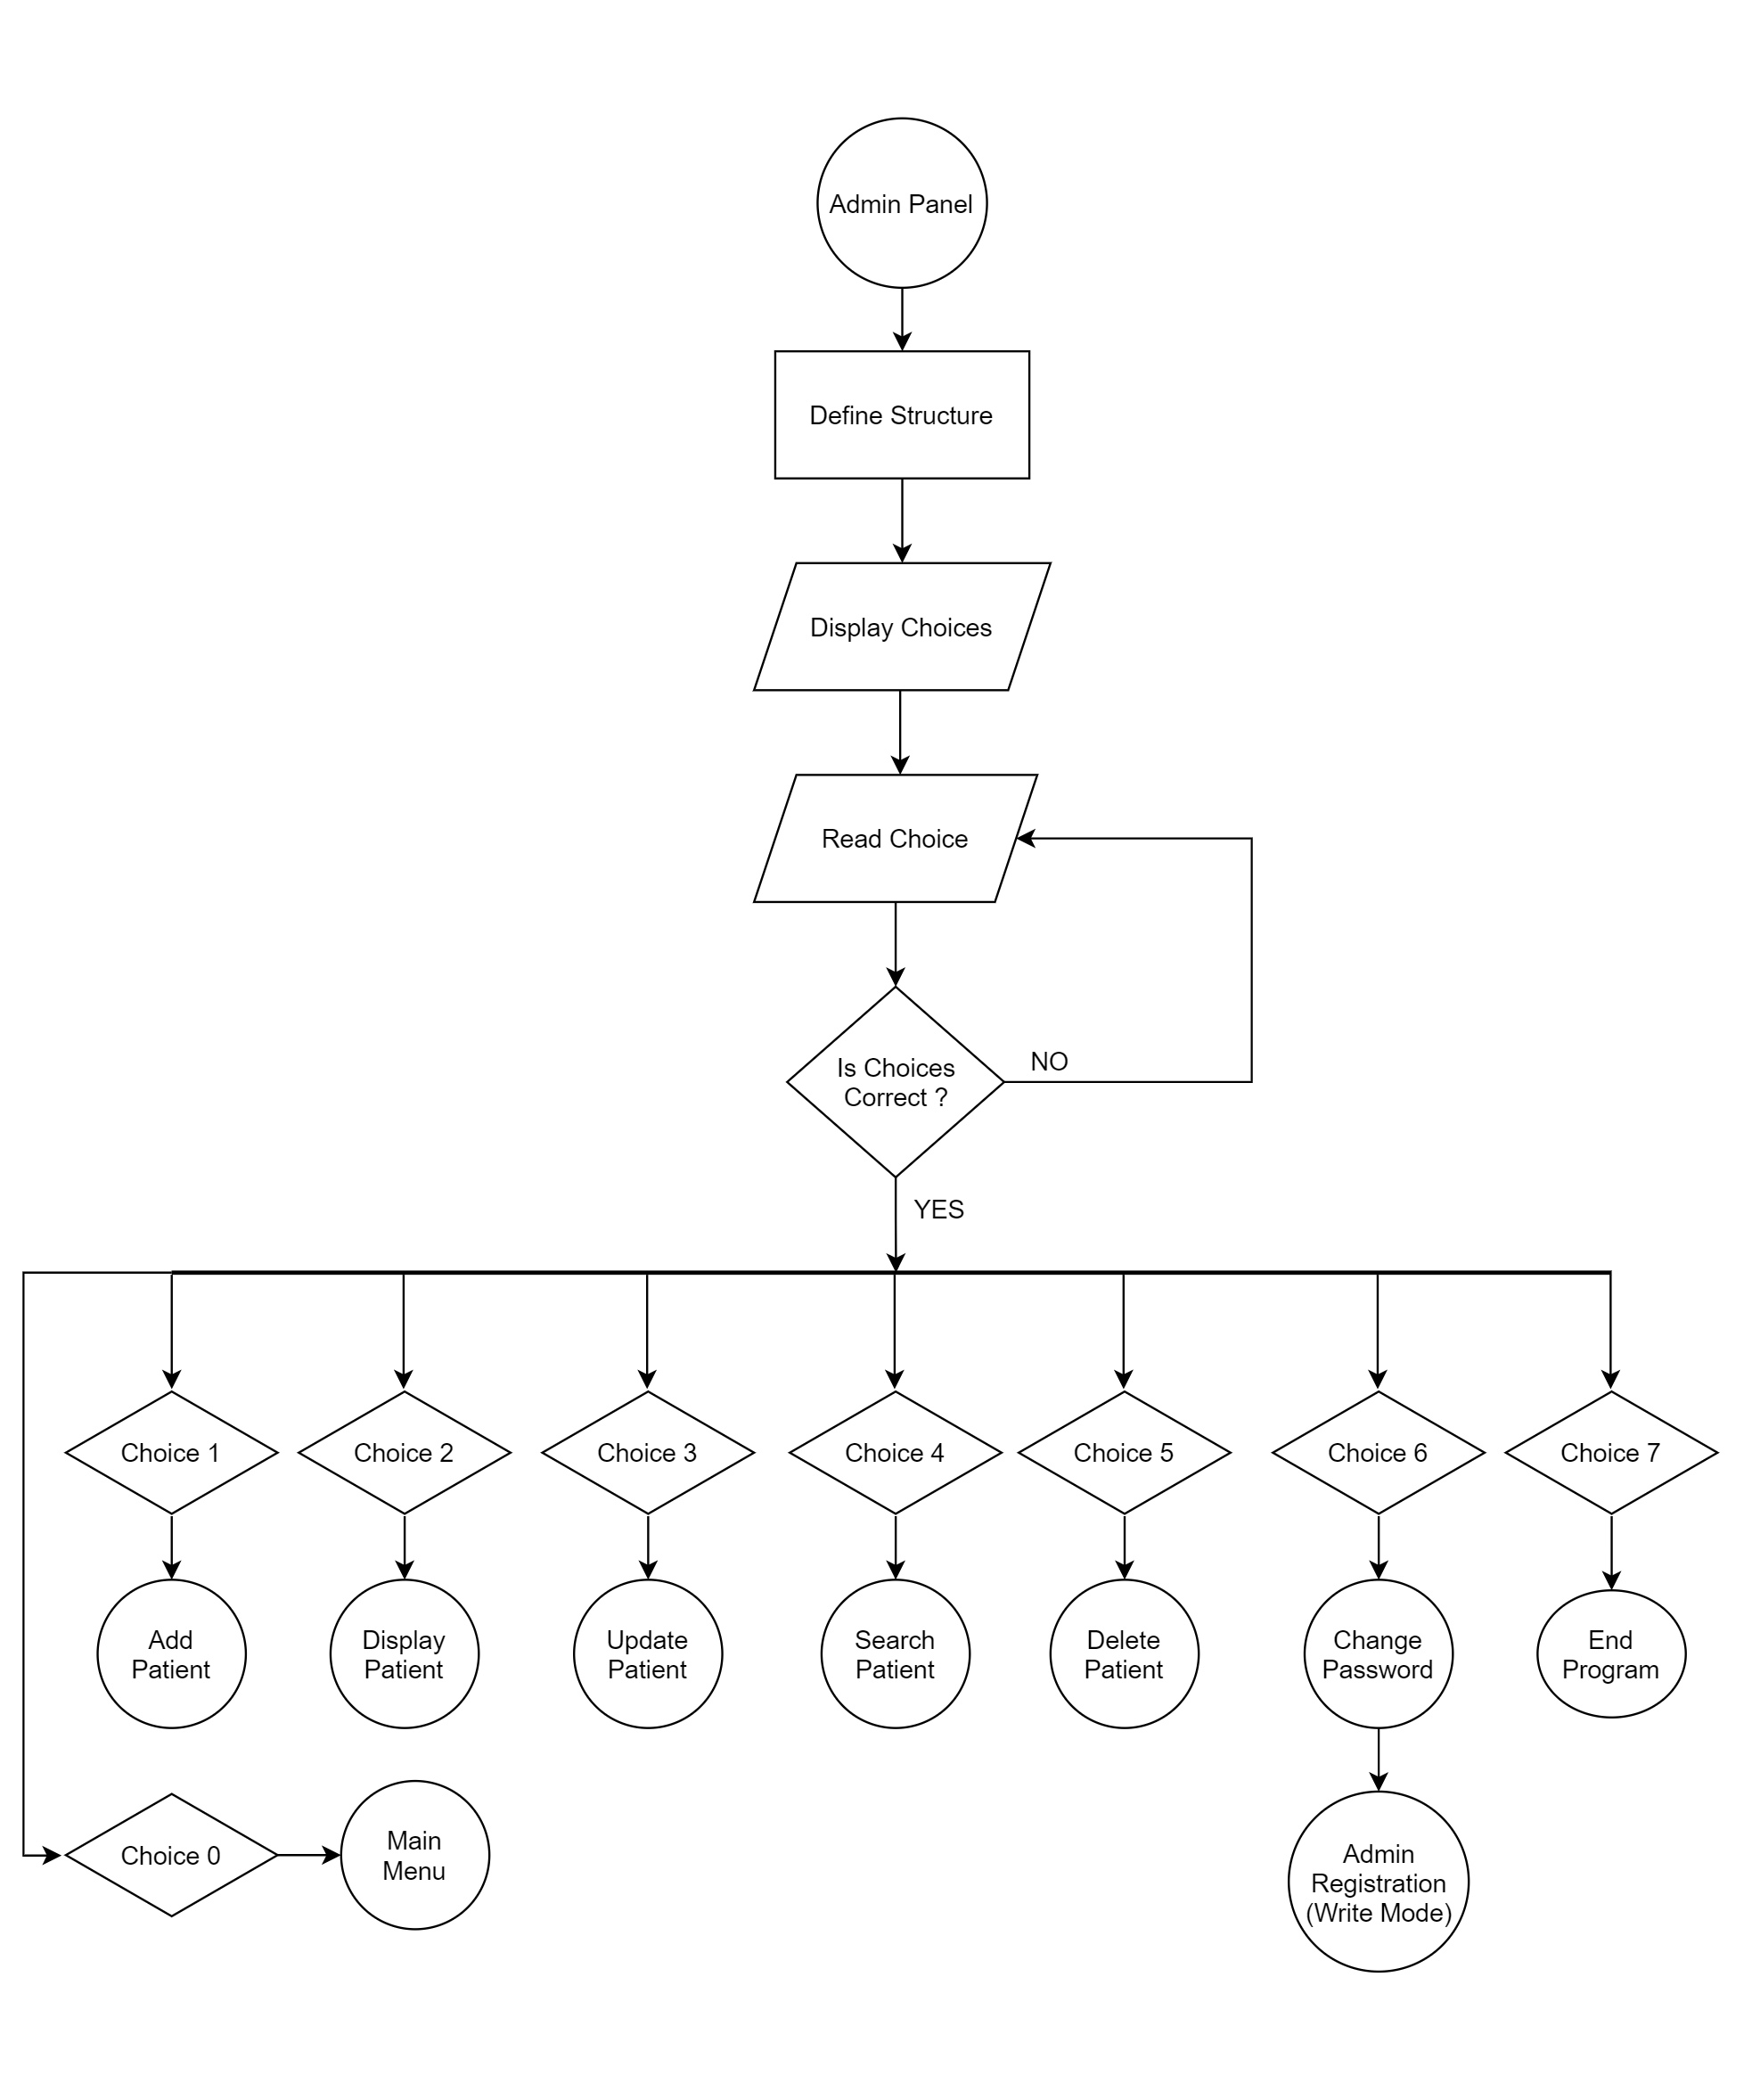 Admin Panel
Define Structure
Display Choices
Read Choice
Is Choices
Correct ?
NO
YES
Choice 1
Choice 2
Choice 3
Choice 4
Choice 5
Choice 6
Choice 7
Add
Patient
Display
Patient
Update
Patient
Search
Patient
Delete
Patient
Change
Password
End
Program
Choice 0
Main
Menu
Admin
Registration
(Write Mode)